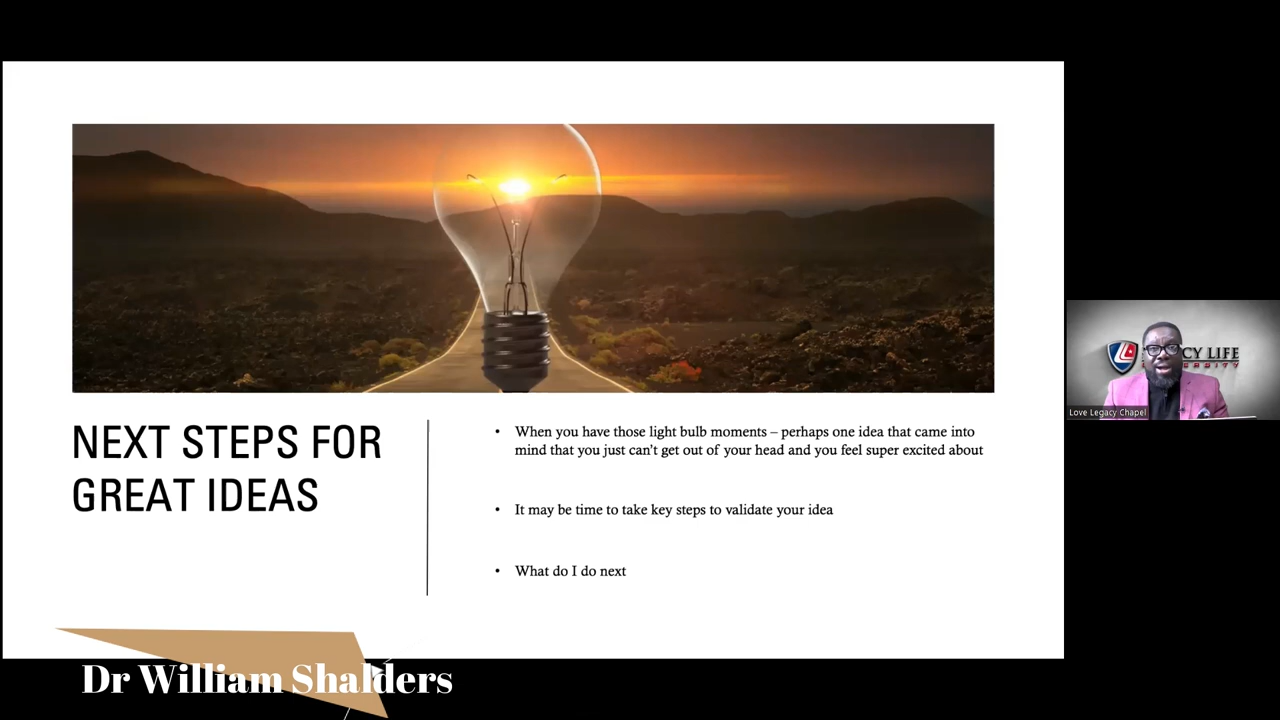 NEXT STEPS FOR
GREAT IDEAS
• When you have those light bulb moments – perhaps one idea that came into
mind that you just can't get out of your head and you feel super excited about
• It may be time to take key steps to validate your idea
• What do I do next
CY LIFE
Love Legacy Chapel
Dr William Shalders